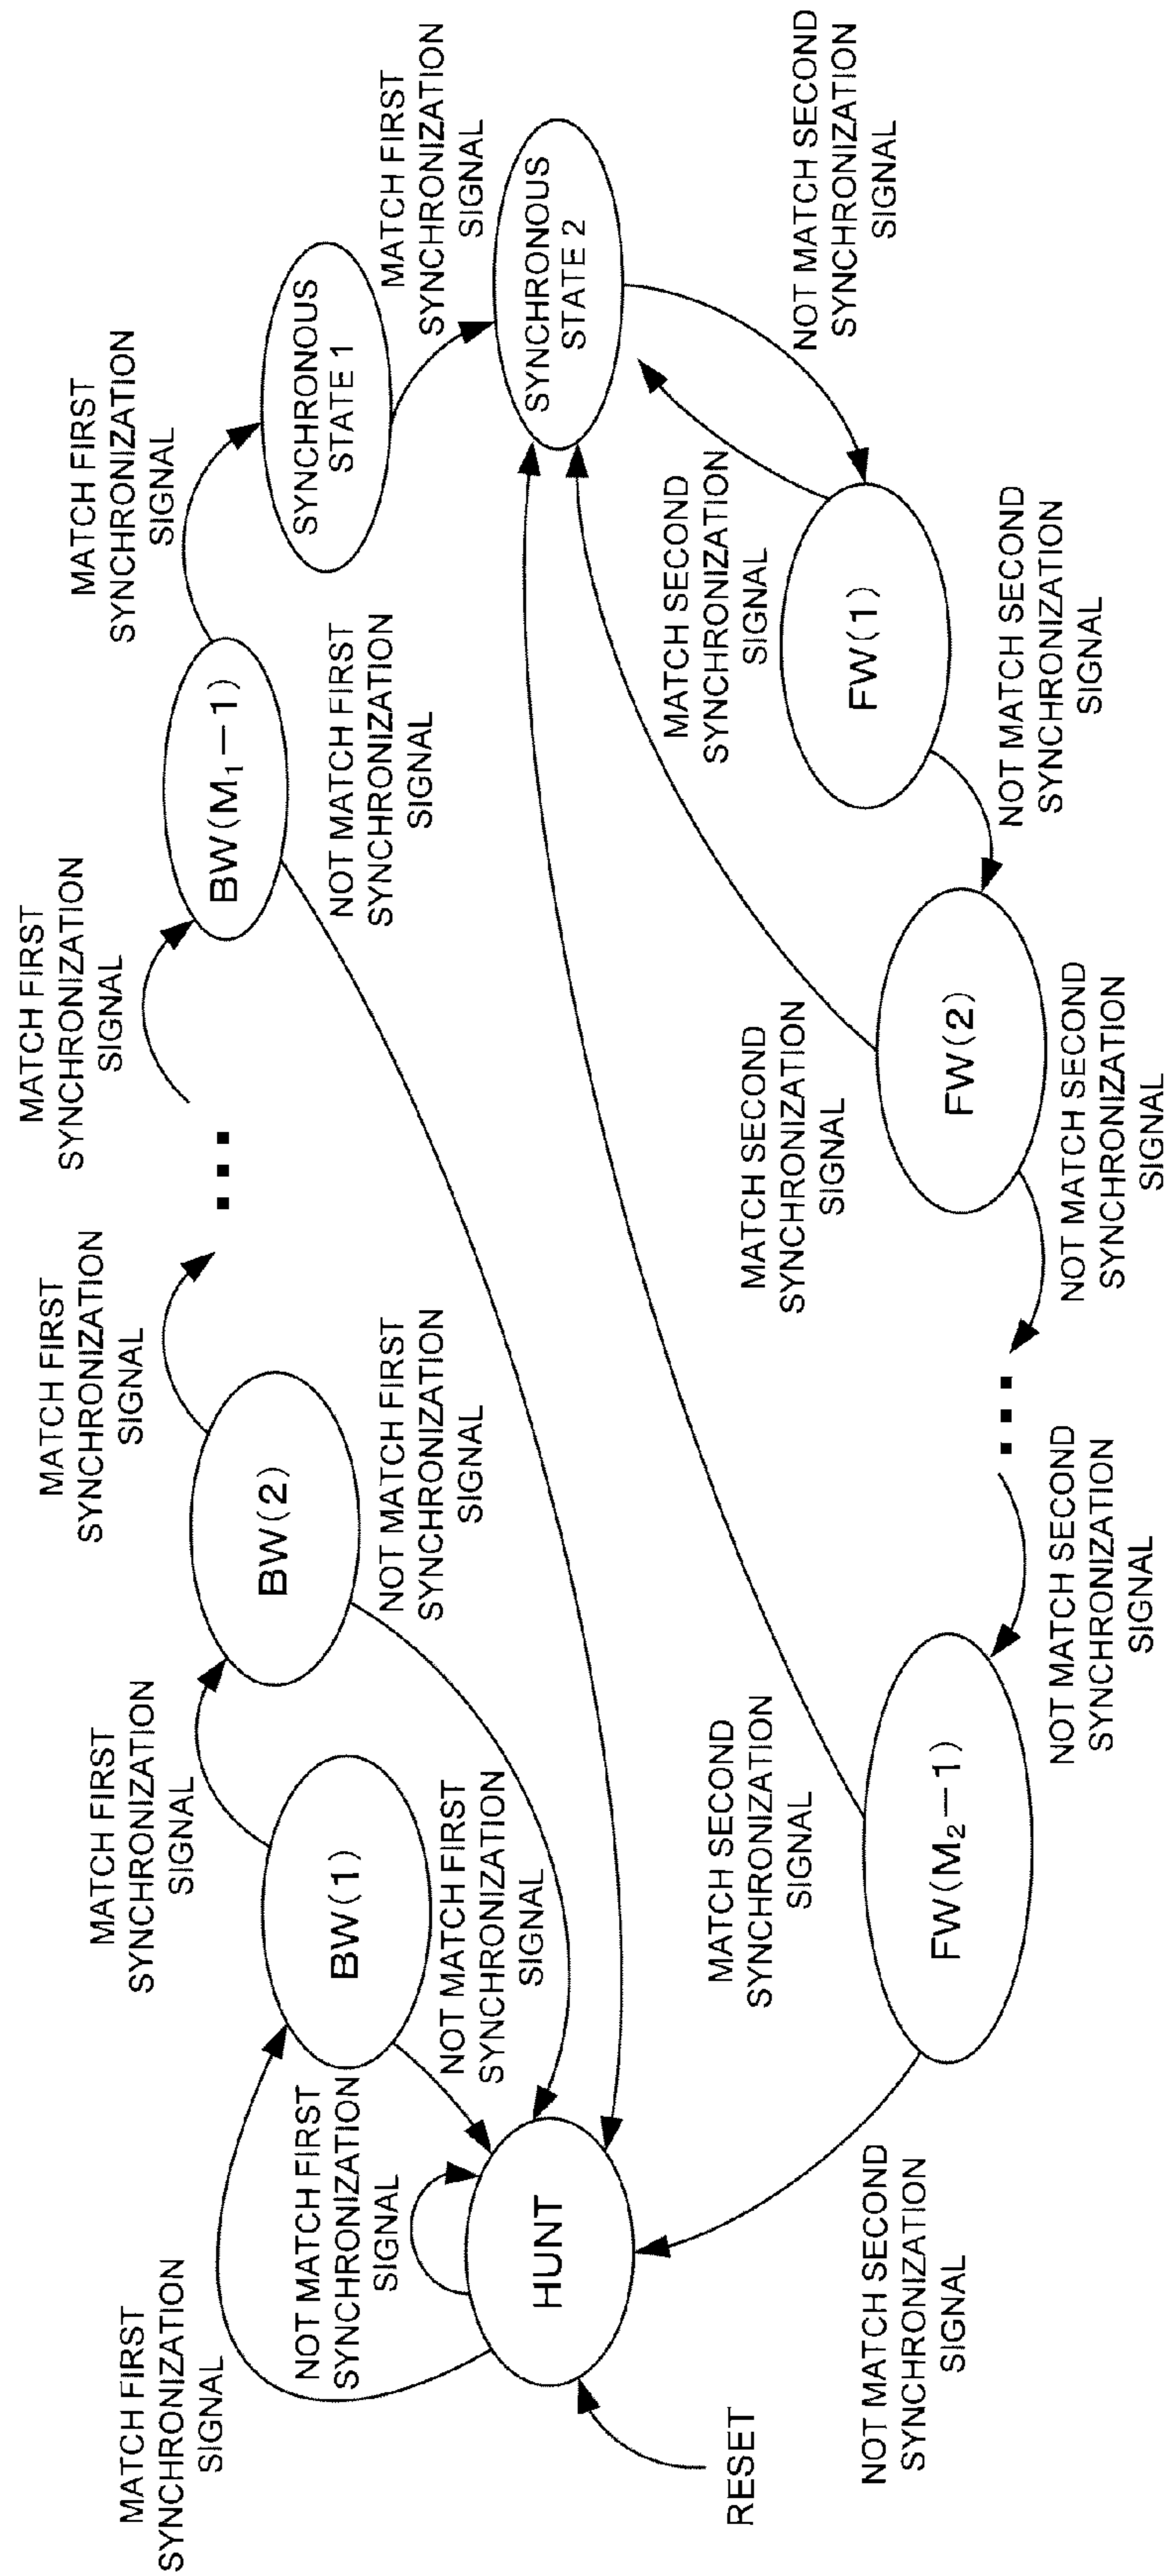 MATCH FIRST
SYNCHRONIZATION
SIGNAL
MATCH FIRST
SYNCHRONIZATION
SIGNAL
MATCH FIRST
SYNCHRONIZATION
SIGNAL
MATCH FIRST
SYNCHRONIZATION
SIGNAL
MATCH FIRST
SYNCHRONIZATION
SIGNAL
BW(1)
BW(2)
...
BW(M₁-1)
SYNCHRONOUS
STATE 1
MATCH FIRST
SYNCHRONIZATION
SIGNAL
NOT MATCH FIRST
SYNCHRONIZATION
SIGNAL
NOT MATCH FIRST
SYNCHRONIZATION
SIGNAL
NOT MATCH FIRST
SYNCHRONIZATION
SIGNAL
NOT MATCH FIRST
SYNCHRONIZATION
SIGNAL
HUNT
SYNCHRONOUS
STATE 2
RESET
MATCH SECOND
SYNCHRONIZATION
SIGNAL
MATCH SECOND
SYNCHRONIZATION
SIGNAL
MATCH SECOND
SYNCHRONIZATION
SIGNAL
NOT MATCH SECOND
SYNCHRONIZATION
SIGNAL
NOT MATCH SECOND
SYNCHRONIZATION
SIGNAL
FW(M₂-1)
...
FW(2)
FW(1)
NOT MATCH SECOND
SYNCHRONIZATION
SIGNAL
NOT MATCH SECOND
SYNCHRONIZATION
SIGNAL
NOT MATCH SECOND
SYNCHRONIZATION
SIGNAL